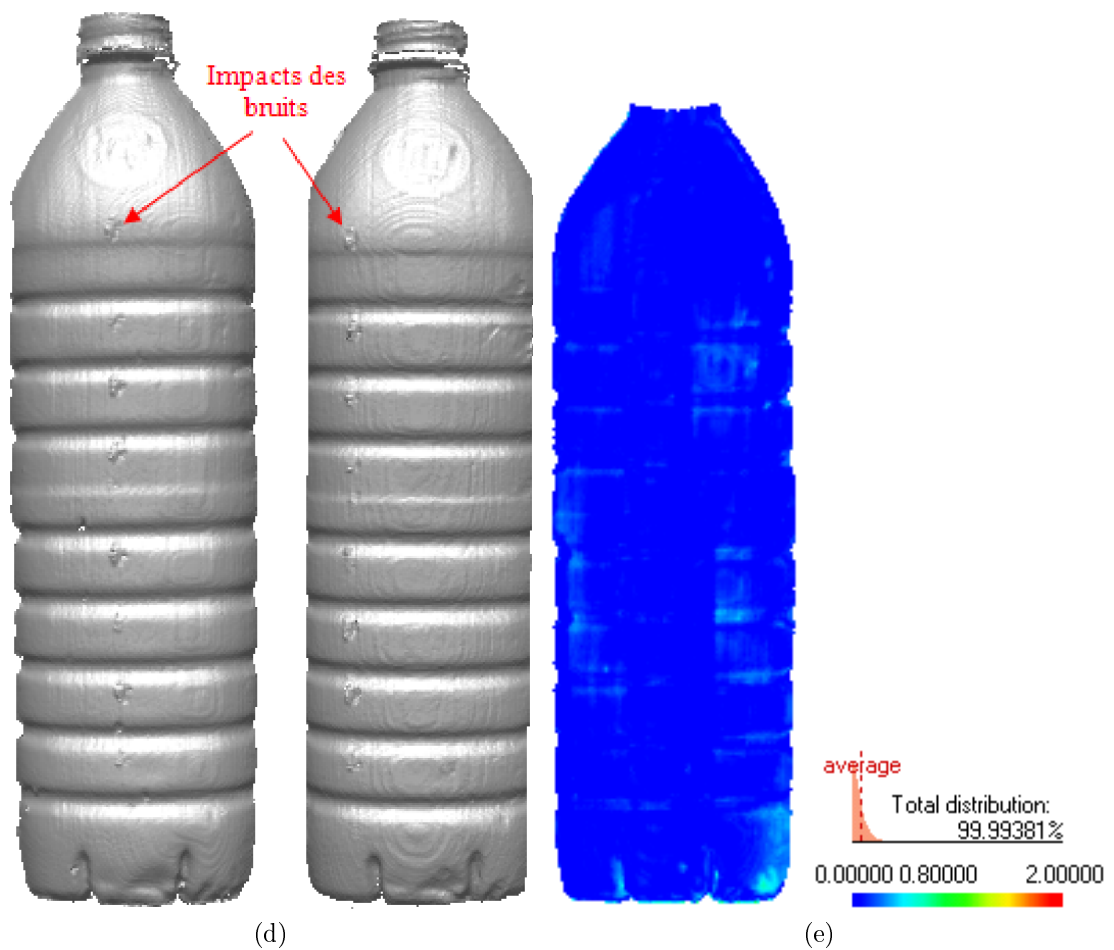 Impacts des
bruits
average
Total distribution:
99.99381%
0.00000 0.80000 2.00000
(d) (e)